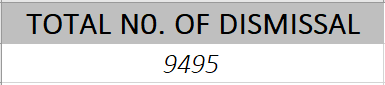 TOTAL N0. OF DISMISSAL
9495